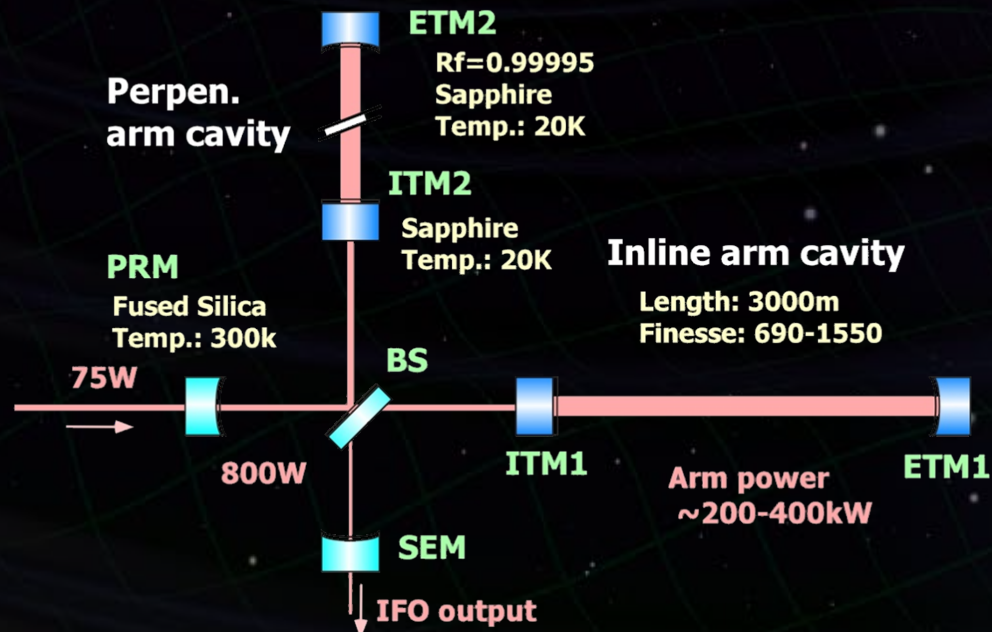 ETM2
Rf=0.99995
Sapphire
Temp.: 20K
Perpen.
arm cavity
ITM2
Sapphire
Temp.: 20K
PRM
Fused Silica
Temp.: 300k
Inline arm cavity
Length: 3000m
Finesse: 690-1550
75W
BS
800W
ITM1
ETM1
Arm power
~200-400kW
SEM
IFO output